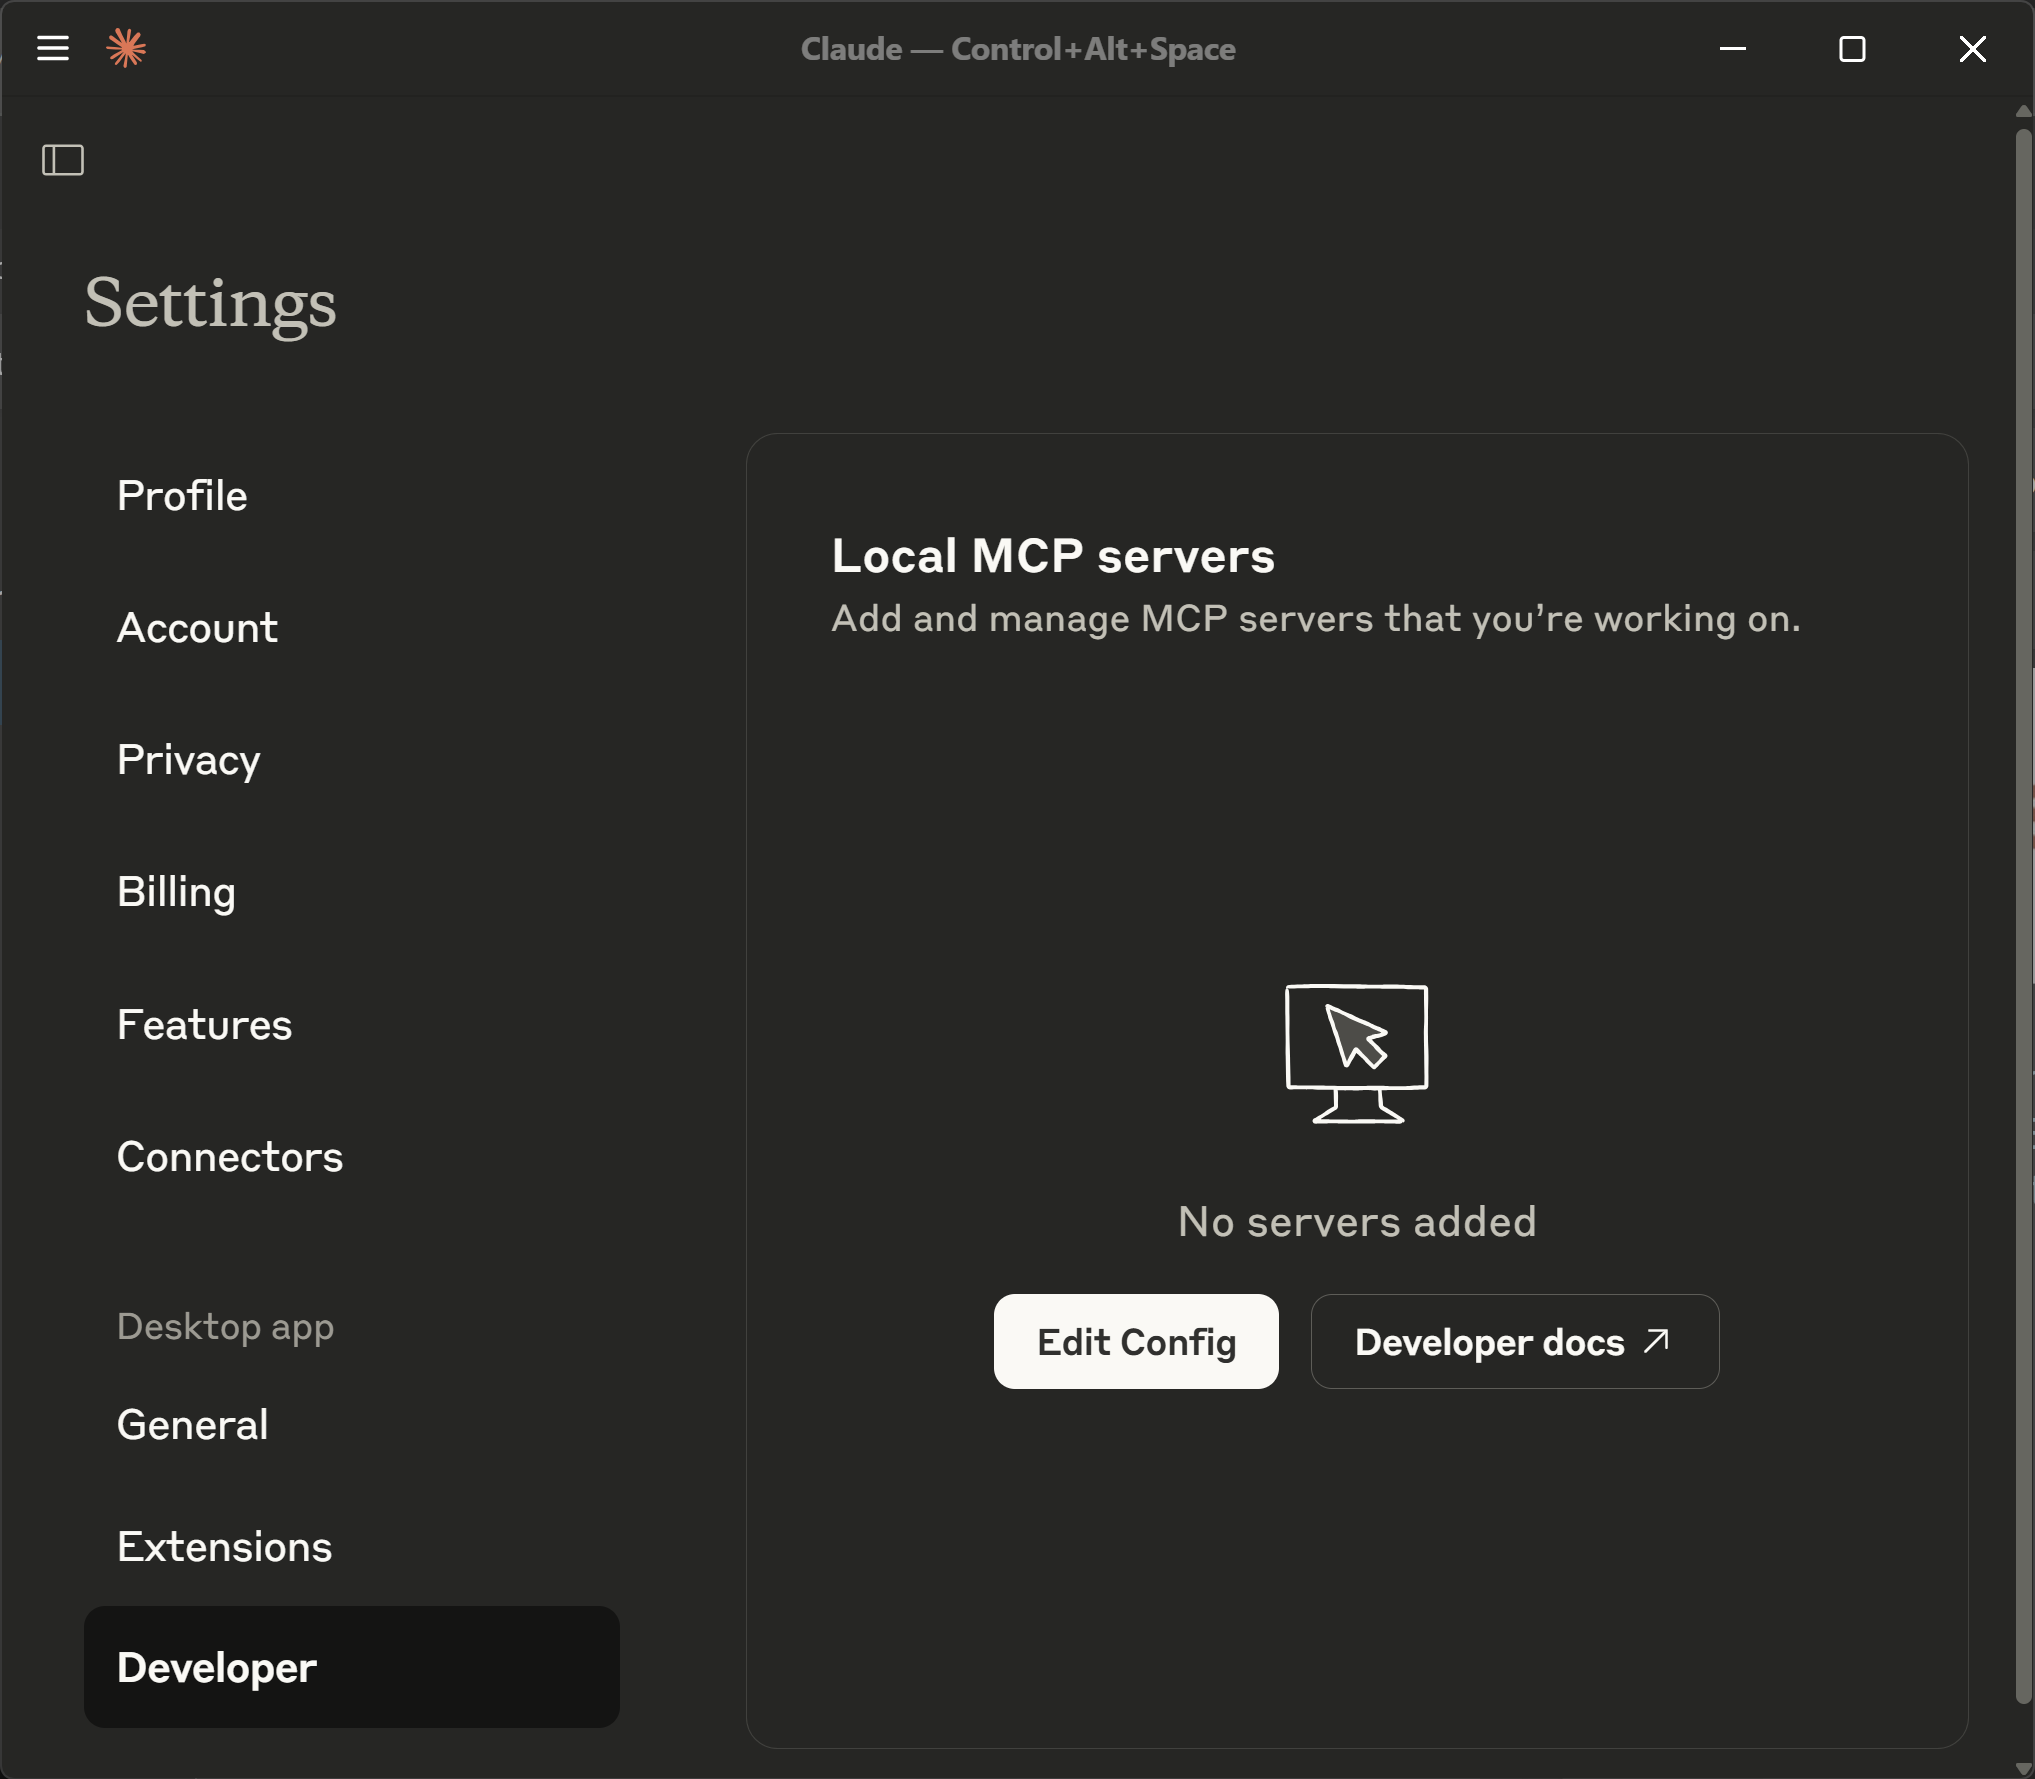 Claude — Control+Alt+Space
Settings
Profile
Account
Privacy
Billing
Features
Connectors
Desktop app
General
Extensions
Developer
Local MCP servers
Add and manage MCP servers that you’re working on.
No servers added
Edit Config
Developer docs